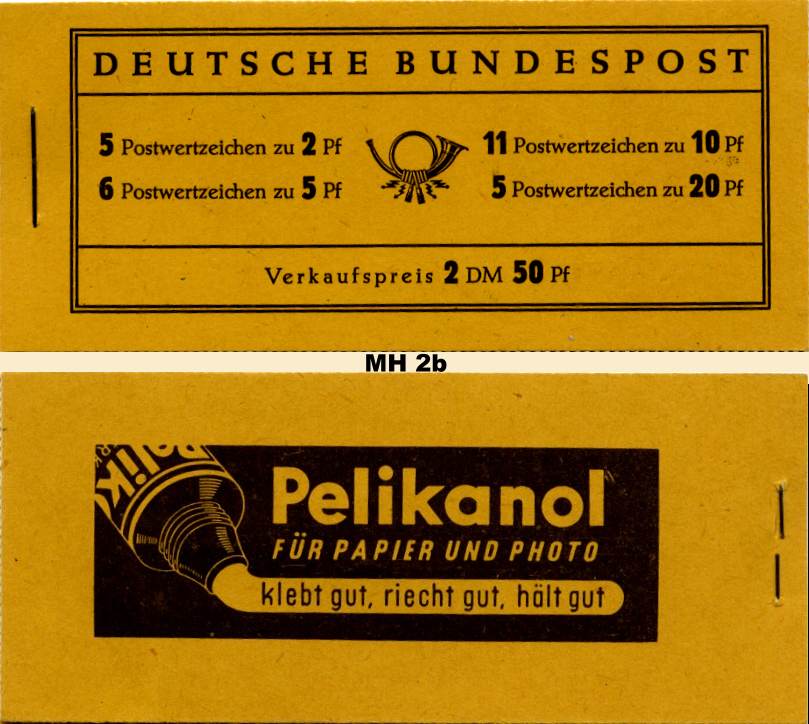 DEUTSCHE BUNDESPOST
5 Postwertzeichen zu 2 Pf
11 Postwertzeichen zu 10 Pf
6 Postwertzeichen zu 5 Pf
5 Postwertzeichen zu 20 Pf
Verkaufspreis 2 DM 50 Pf
MH 2b
Pelik
Pelikanol
FÜR PAPIER UND PHOTO
klebt gut, riecht gut, hält gut